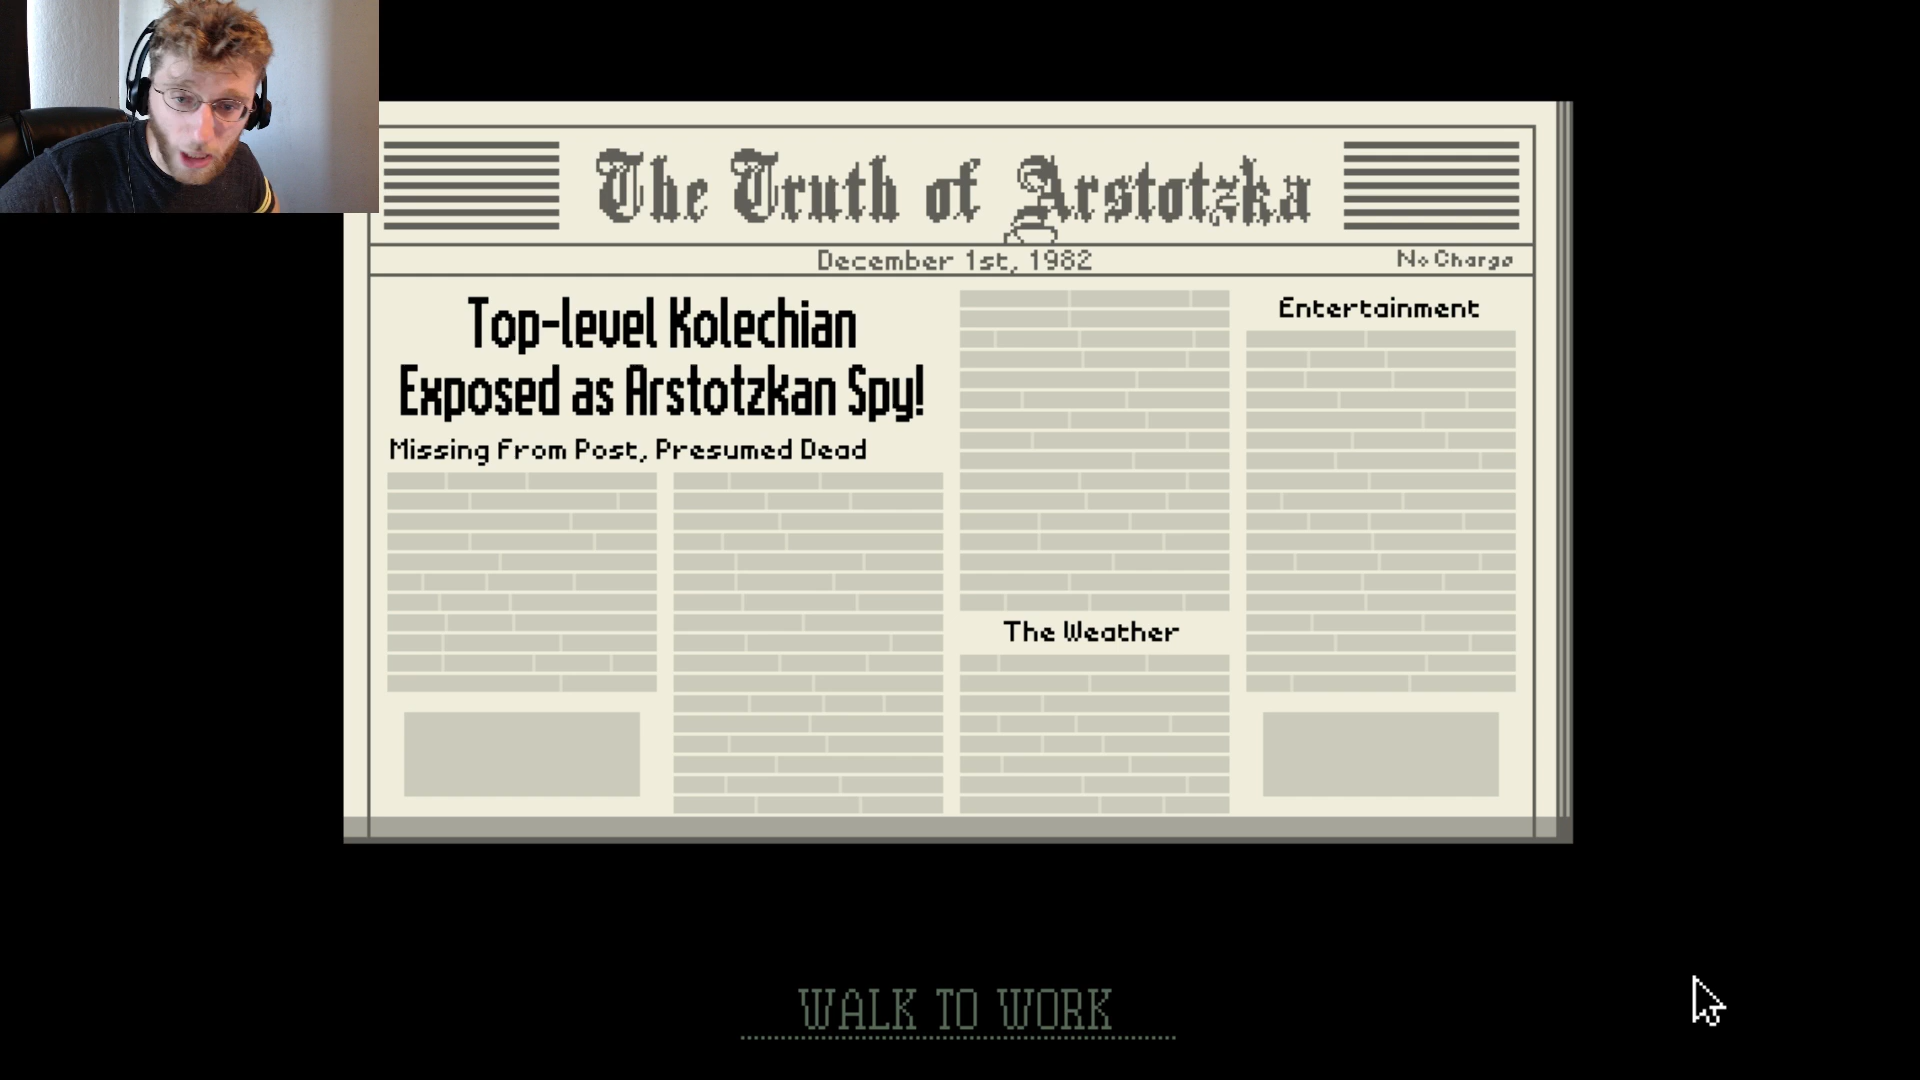 The Truth of Arstotzka
December 1st, 1982
No Charge
Top-level Kolechian
Exposed as Arstotzkan Spy!
Missing From Post, Presumed Dead
The Weather
Entertainment
WALK TO WORK